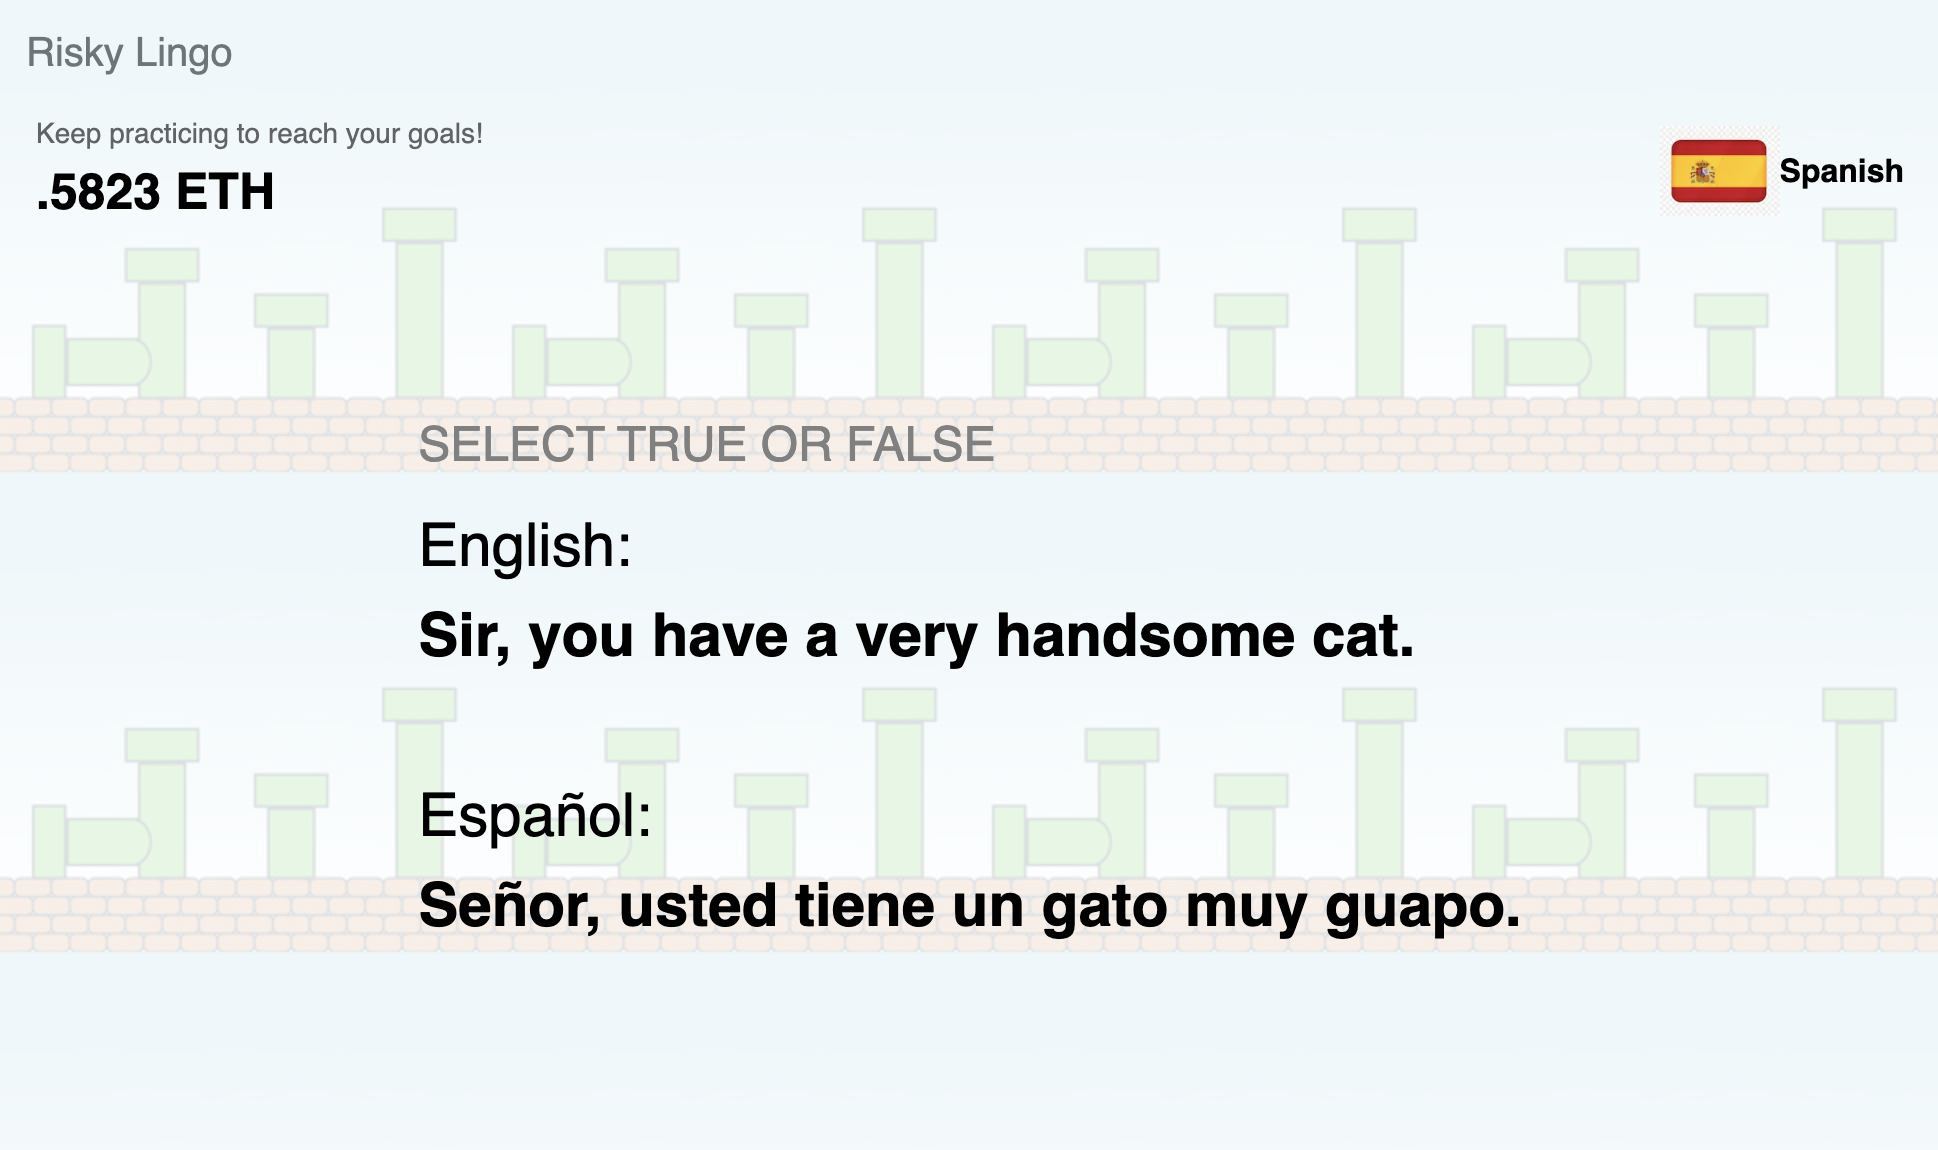 Risky Lingo
Keep practicing to reach your goals!
.5823 ETH
Spanish
SELECT TRUE OR FALSE
English:
Sir, you have a very handsome cat.
Español:
Señor, usted tiene un gato muy guapo.